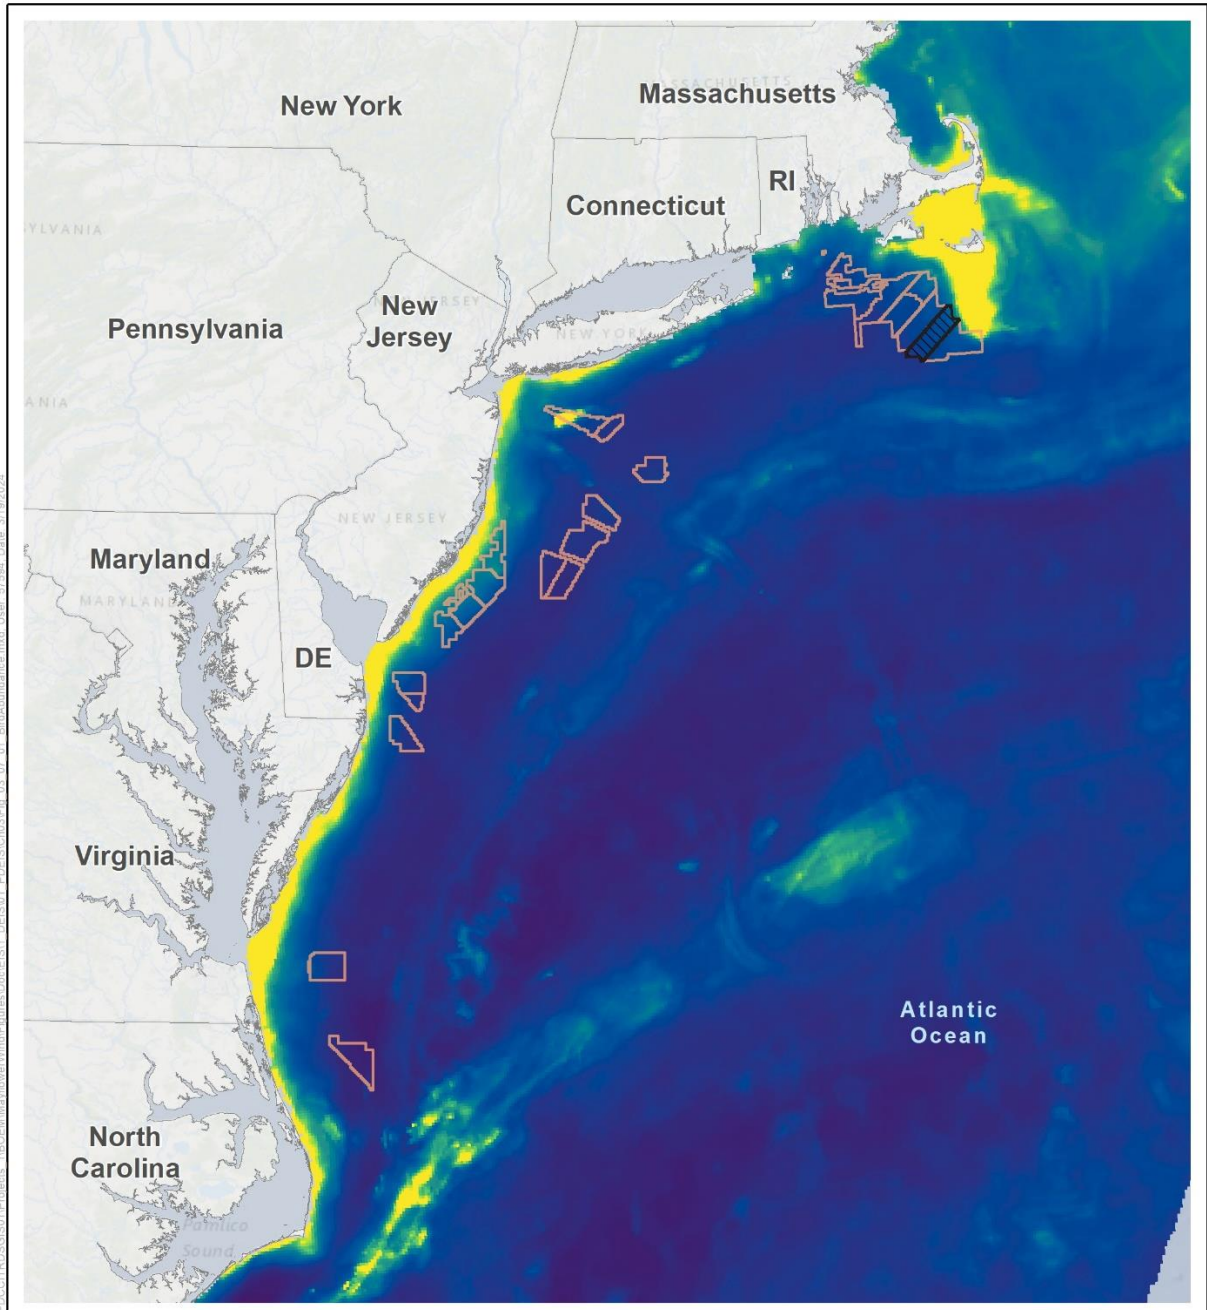 New York
MASSACHUSETTS
Massachusetts
RI
Connecticut
New
Jersey
NEW YORK
Pennsylvania
NEW JERSEY
Maryland
MARYLAND
DE
Virginia
Atlantic
Ocean
North
Carolina
Pamlico
Sound